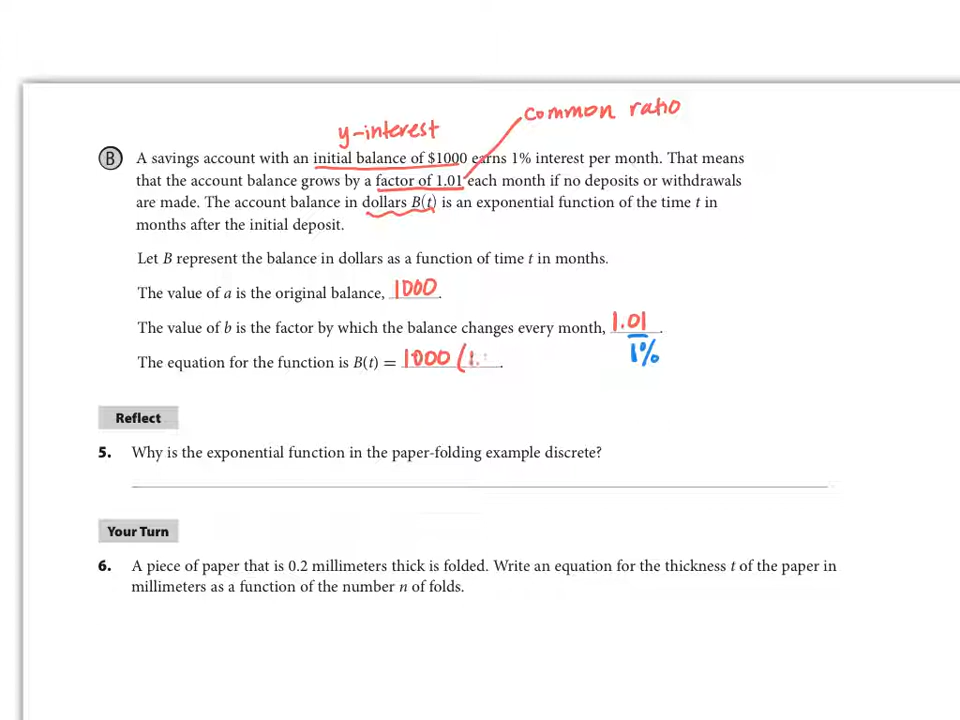 common ratio
y-interest
B A savings account with an initial balance of $1000 earns 1% interest per month. That means
that the account balance grows by a factor of 1.01 each month if no deposits or withdrawals
are made. The account balance in dollars B(t) is an exponential function of the time t in
months after the initial deposit.
Let B represent the balance in dollars as a function of time t in months.
The value of a is the original balance, 1000.
The value of b is the factor by which the balance changes every month, 1.01.
1%
The equation for the function is B(t) = 1000 (1.
Reflect
5. Why is the exponential function in the paper-folding example discrete?
Your Turn
6. A piece of paper that is 0.2 millimeters thick is folded. Write an equation for the thickness t of the paper in
millimeters as a function of the number n of folds.